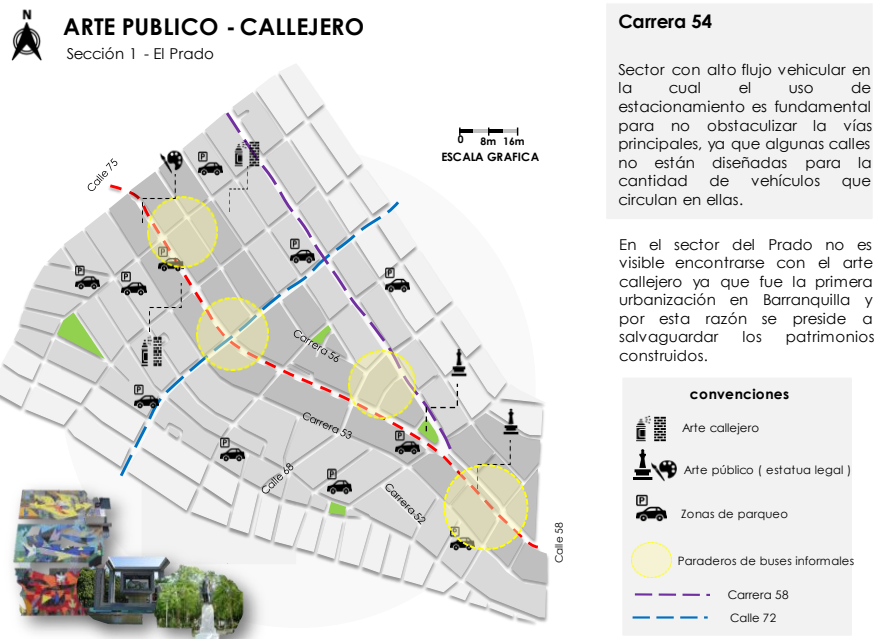 N
ARTE PUBLICO - CALLEJERO
Sección 1 - El Prado
0 8m 16m
ESCALA GRAFICA
Calle 75
P
P
P
P
P
P
P
P
P
P
P
Carrera 56
Carrera 53
Calle 68
Carrera 52
Calle 58
Carrera 54
Sector con alto flujo vehicular en
la cual el uso de
estacionamiento es fundamental
para no obstaculizar la vías
principales, ya que algunas calles
no están diseñadas para la
cantidad de vehículos que
circulan en ellas.
En el sector del Prado no es
visible encontrarse con el arte
callejero ya que fue la primera
urbanización en Barranquilla y
por esta razón se preside a
salvaguardar los patrimonios
construidos.
convenciones
Arte callejero
Arte público ( estatua legal )
P
Zonas de parqueo
Paraderos de buses informales
Carrera 58
Calle 72